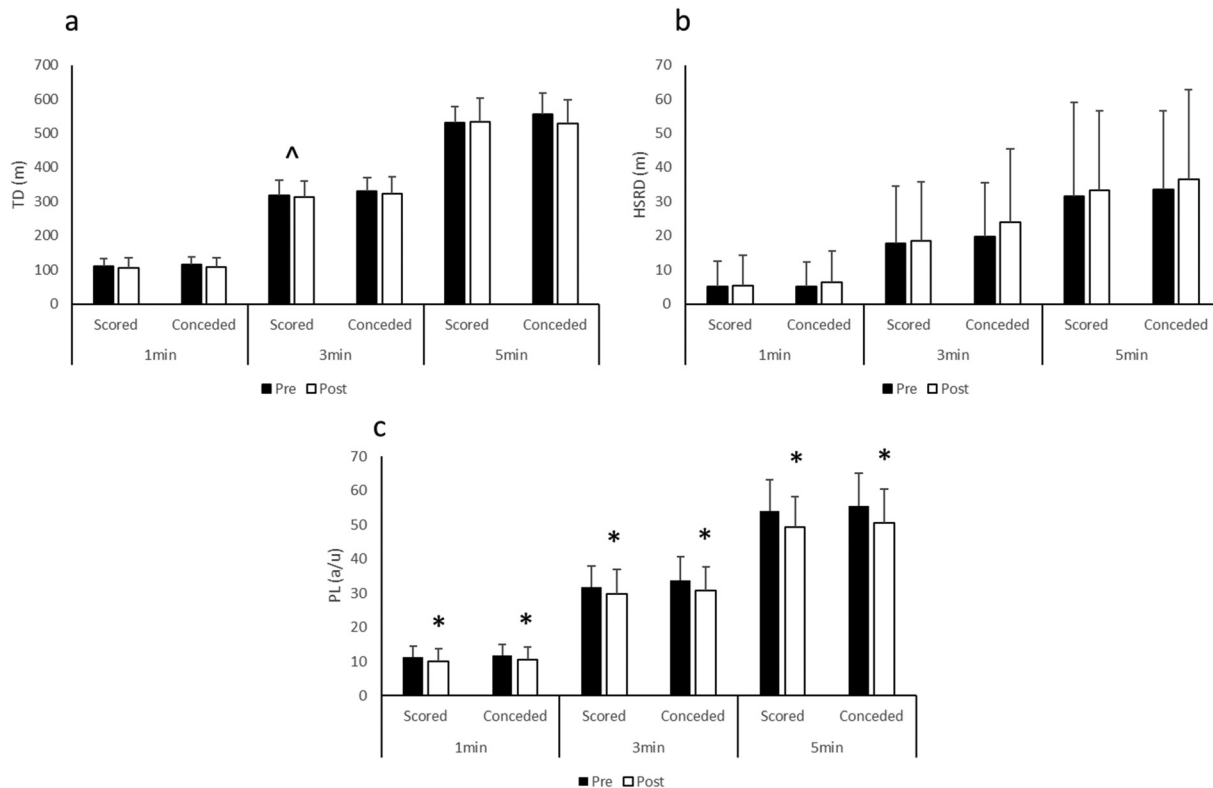 a
700
600
500
400
300
200
100
0
TD (m)
^
Scored Conceded Scored Conceded Scored Conceded
1min 3min 5min
Pre Post
b
70
60
50
40
30
20
10
0
HSRD (m)
Scored Conceded Scored Conceded Scored Conceded
1min 3min 5min
Pre Post
c
70
60
50
40
30
20
10
0
PL (a/u)
* * * * * *
Scored Conceded Scored Conceded Scored Conceded
1min 3min 5min
Pre Post